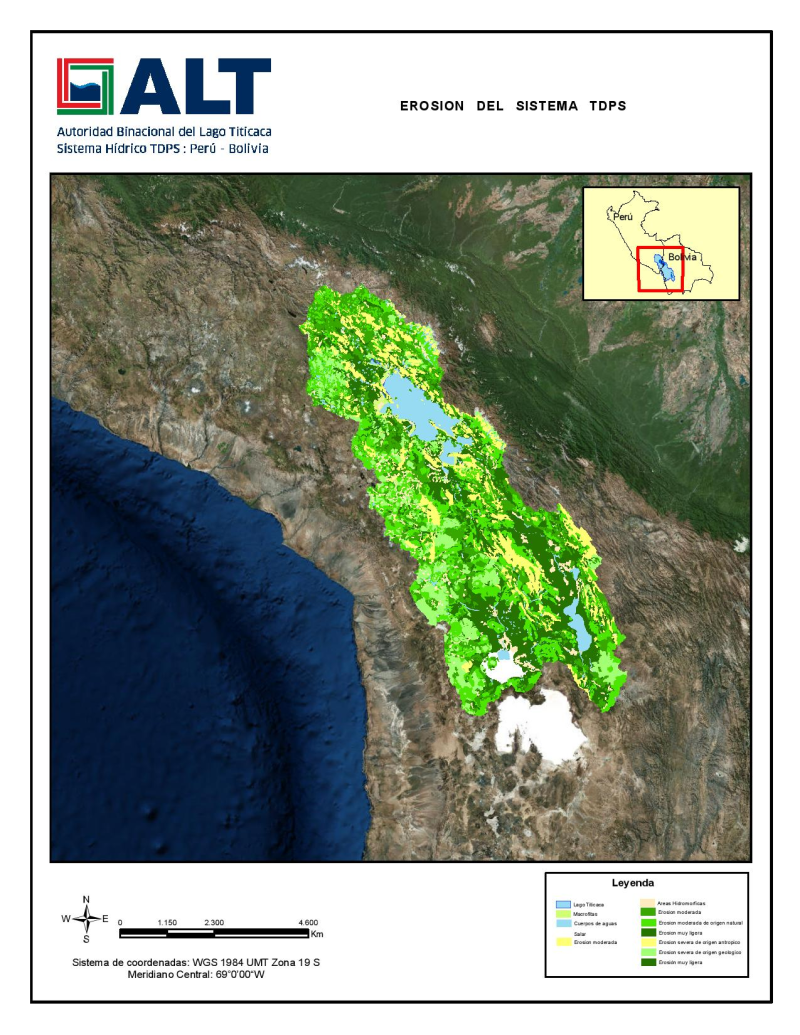 ALT
Autoridad Binacional del Lago Titicaca
Sistema Hídrico TDPS : Perú - Bolivia
EROSION DEL SISTEMA TDPS
Perú
Bolivia
N
W E
S
0 1.150 2.300 4.600
Km
Sistema de coordenadas: WGS 1984 UMT Zona 19 S
Meridiano Central: 69°0'00"W
Leyenda
Lago Titicaca
Macrofitas
Cuerpos de aguas
Salar
Erosion moderada
Areas Hidromorficas
Erosion moderada
Erosion moderada de origen natural
Erosion muy ligera
Erosion severa de origen antropico
Erosion severa de origen geologico
Erosión muy ligera